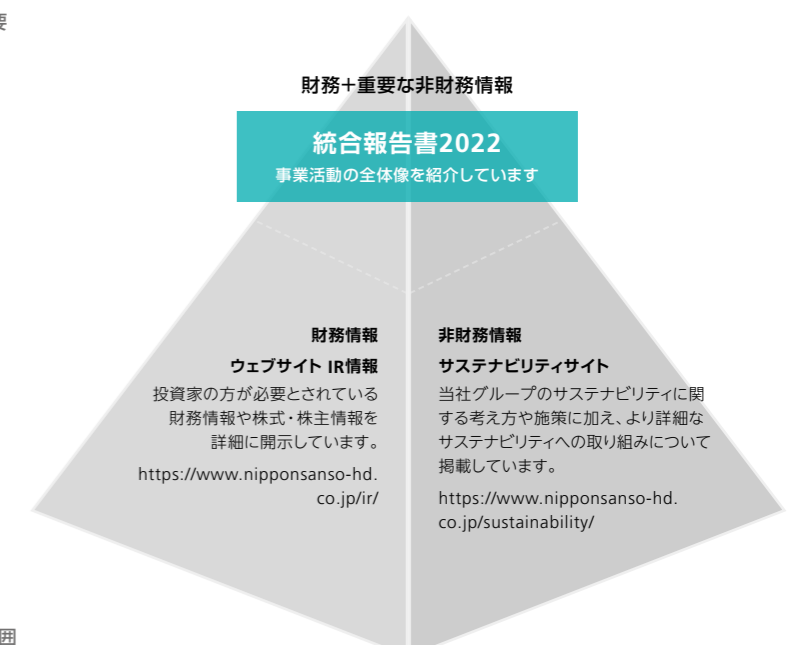 要
財務+重要な非財務情報
統合報告書2022
事業活動の全体像を紹介しています
財務情報
ウェブサイト IR情報
投資家の方が必要とされている
財務情報や株式・株主情報を
詳細に開示しています。
https://www.nipponsanso-hd.
co.jp/ir/
非財務情報
サステナビリティサイト
当社グループのサステナビリティに関
する考え方や施策に加え、より詳細な
サステナビリティへの取り組みについて
掲載しています。
https://www.nipponsanso-hd.
co.jp/sustainability/
囲